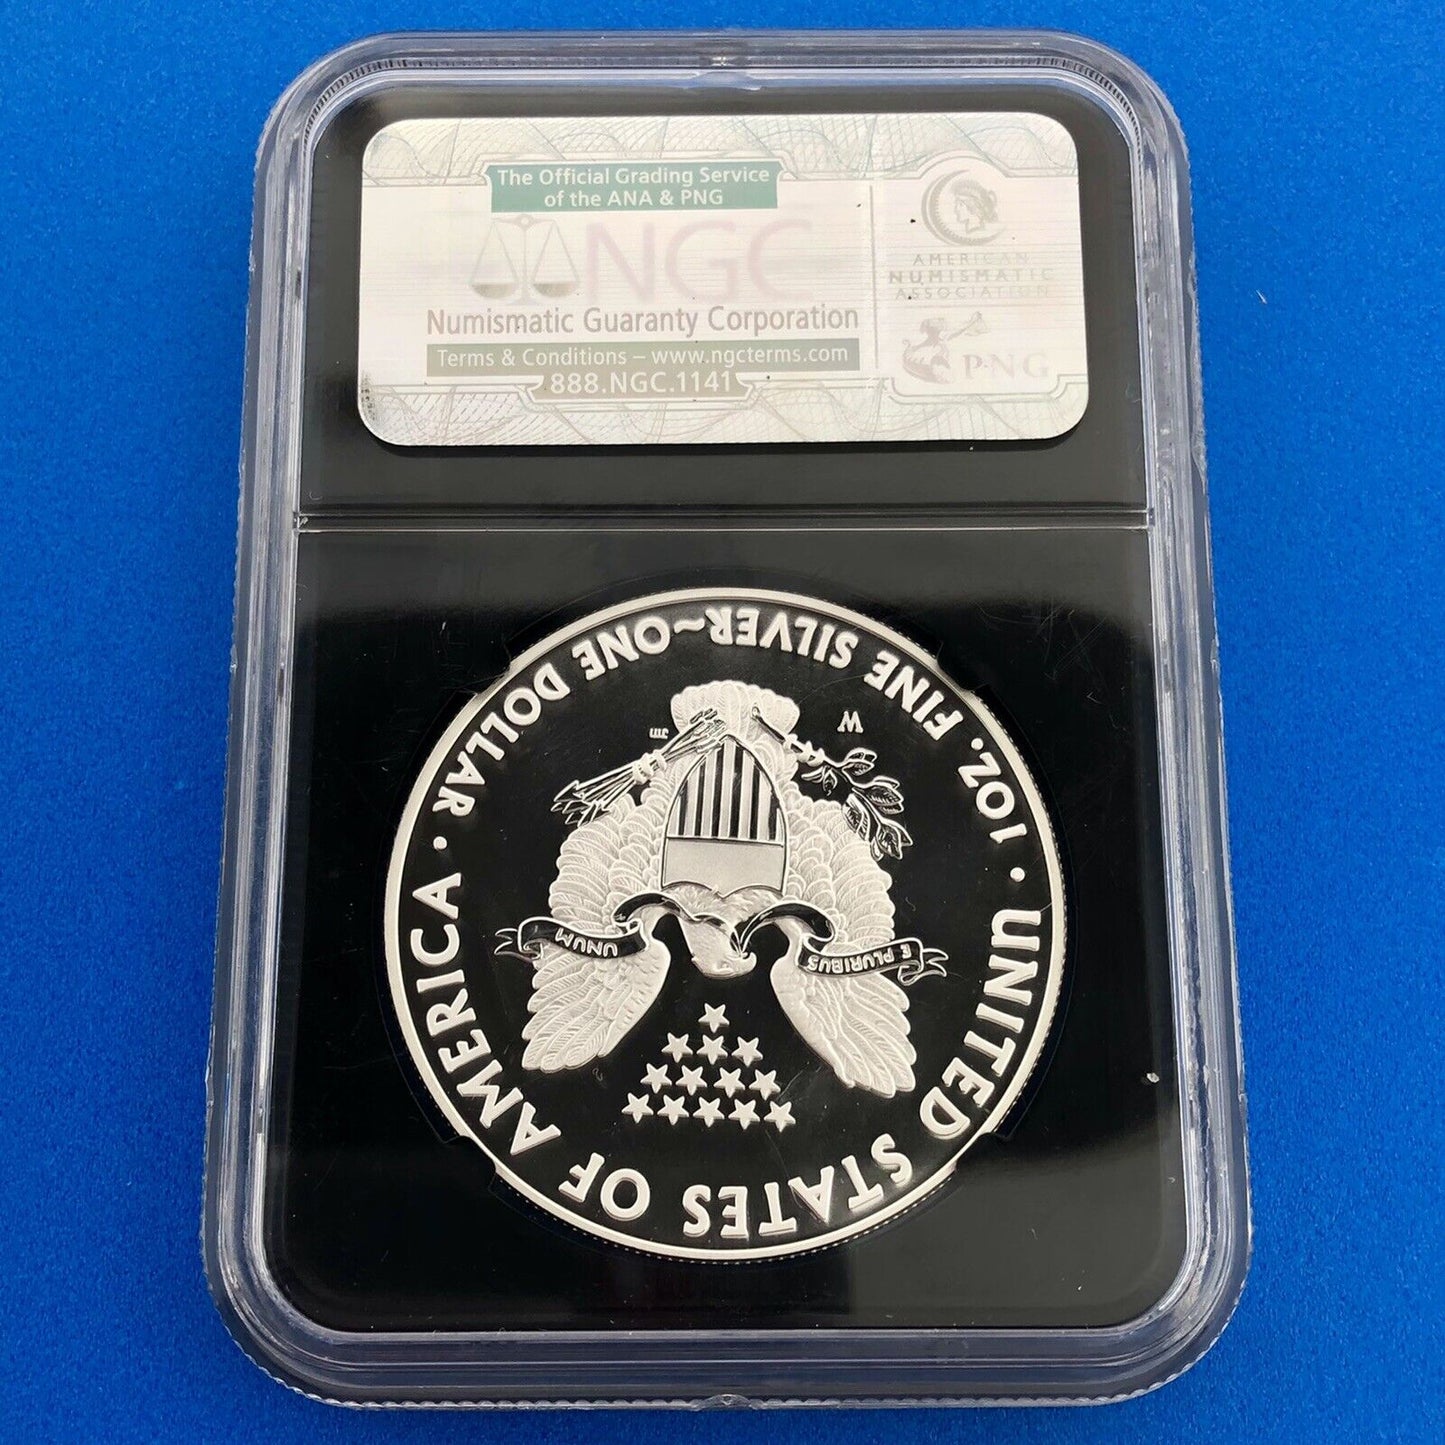 The Official Grading Service
of the ANA & PNG
NGC
Numismatic Guaranty Corporation
Terms & Conditions – www.ngcterms.com
888.NGC.1141
AMERICAN
NUMISMATIC
ASSOCIATION
P·N·G
UNITED STATES OF AMERICA · 1 OZ. FINE SILVER~ONE DOLLAR ·
W
JM
E PLURIBUS
UNUM